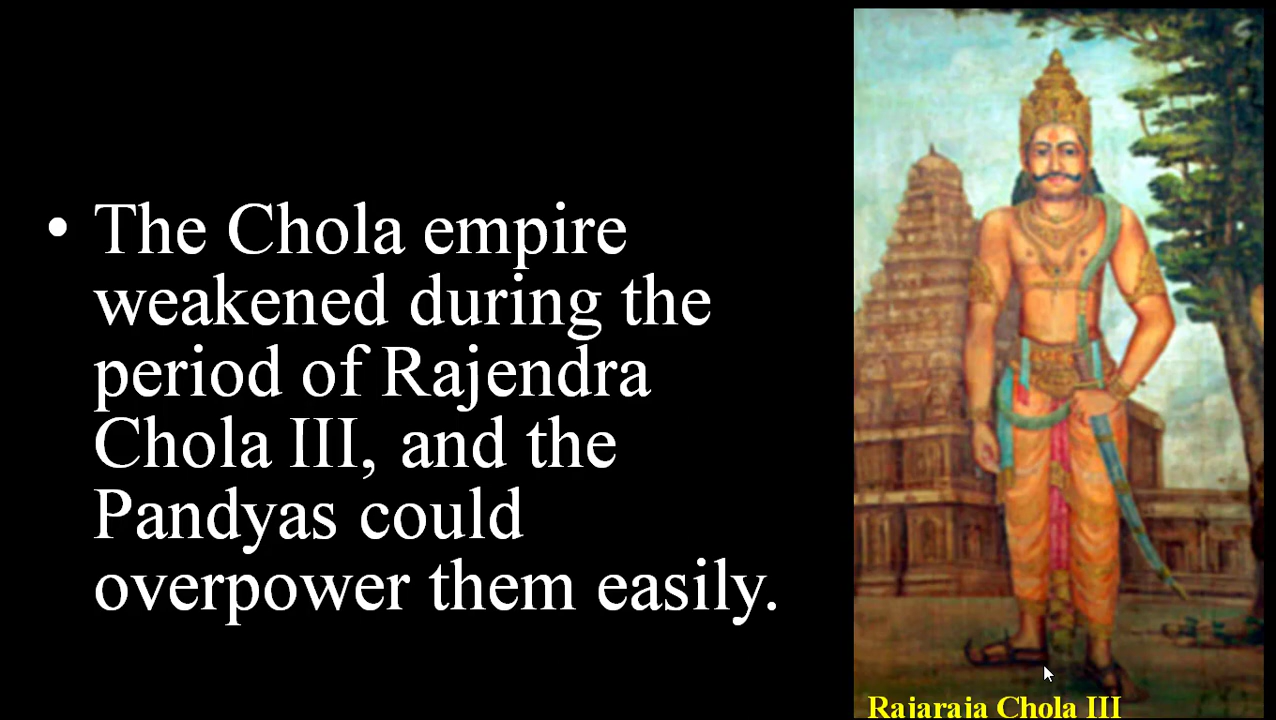 • The Chola empire
weakened during the
period of Rajendra
Chola III, and the
Pandyas could
overpower them easily.
Rajaraja Chola III